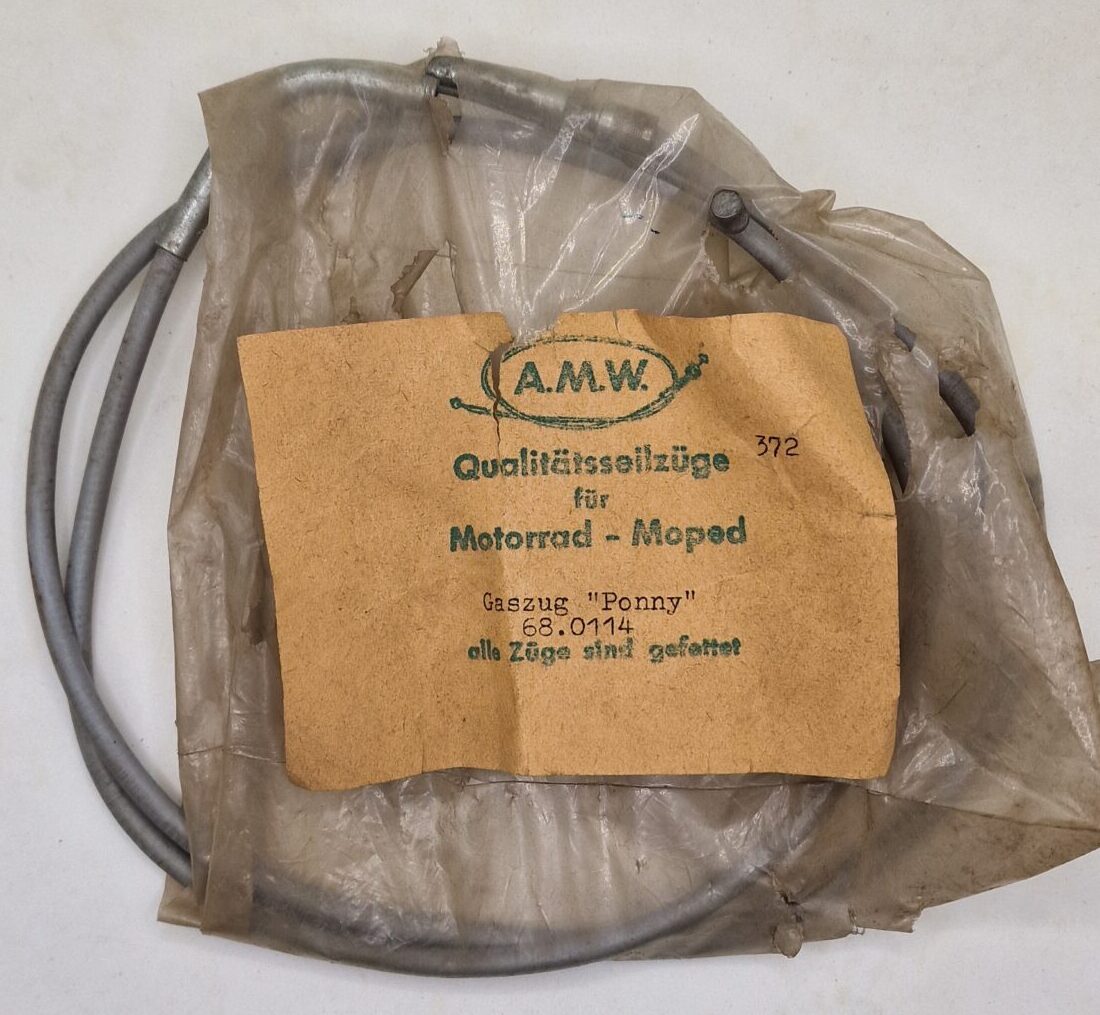 A.M.W.
372
Qualitätsseilzüge
für
Motorrad - Moped
Gaszug "Ponny"
68.0114
alle Züge sind gefettet